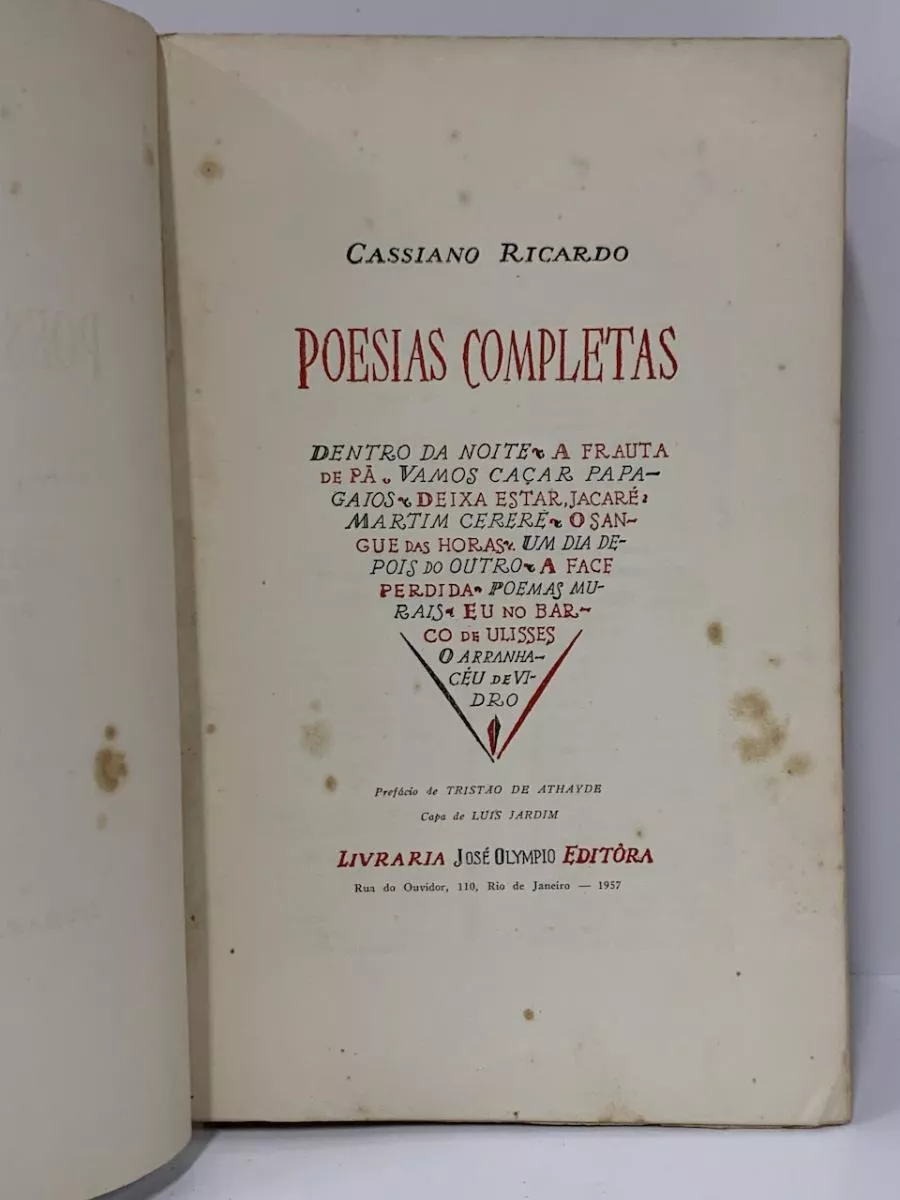 CASSIANO RICARDO
POESIAS COMPLETAS
DENTRO DA NOITE A FRAUTA
DE PÃ VAMOS CAÇAR PAPA-
GAIOS DEIXA ESTAR, JACARÉ
MARTIM CERERÊ O SAN-
GUE DAS HORAS UM DIA DE-
POIS DO OUTRO A FACE
PERDIDA POEMAS MU-
RAIS EU NO BAR-
CO DE ULISSES
O ARRANHA-
CÉU DE VI-
DRO
Prefácio de TRISTÃO DE ATHAYDE
Capa de LUÍS JARDIM
LIVRARIA JOSÉ OLYMPIO EDITÔRA
Rua do Ouvidor, 110, Rio de Janeiro — 1957